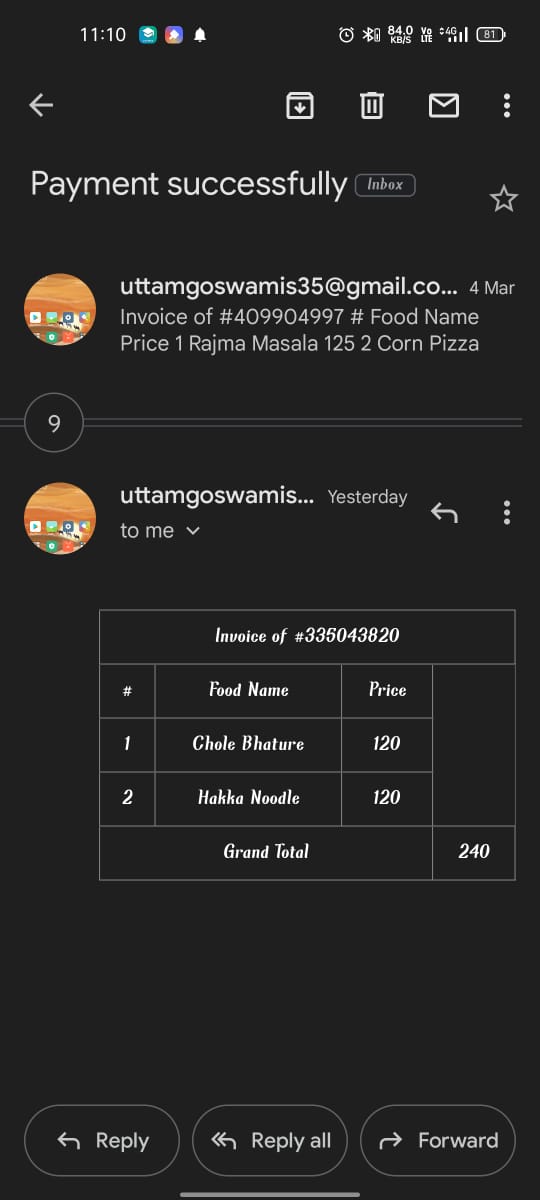 11:10 84.0 KB/S Vo LTE 4G 81
Payment successfully Inbox
uttamgoswamis35@gmail.co... 4 Mar
Invoice of #409904997 # Food Name
Price 1 Rajma Masala 125 2 Corn Pizza
9
uttamgoswamis... Yesterday
to me
Invoice of #335043820
# Food Name Price
1 Chole Bhature 120
2 Hakka Noodle 120
Grand Total 240
Reply Reply all Forward